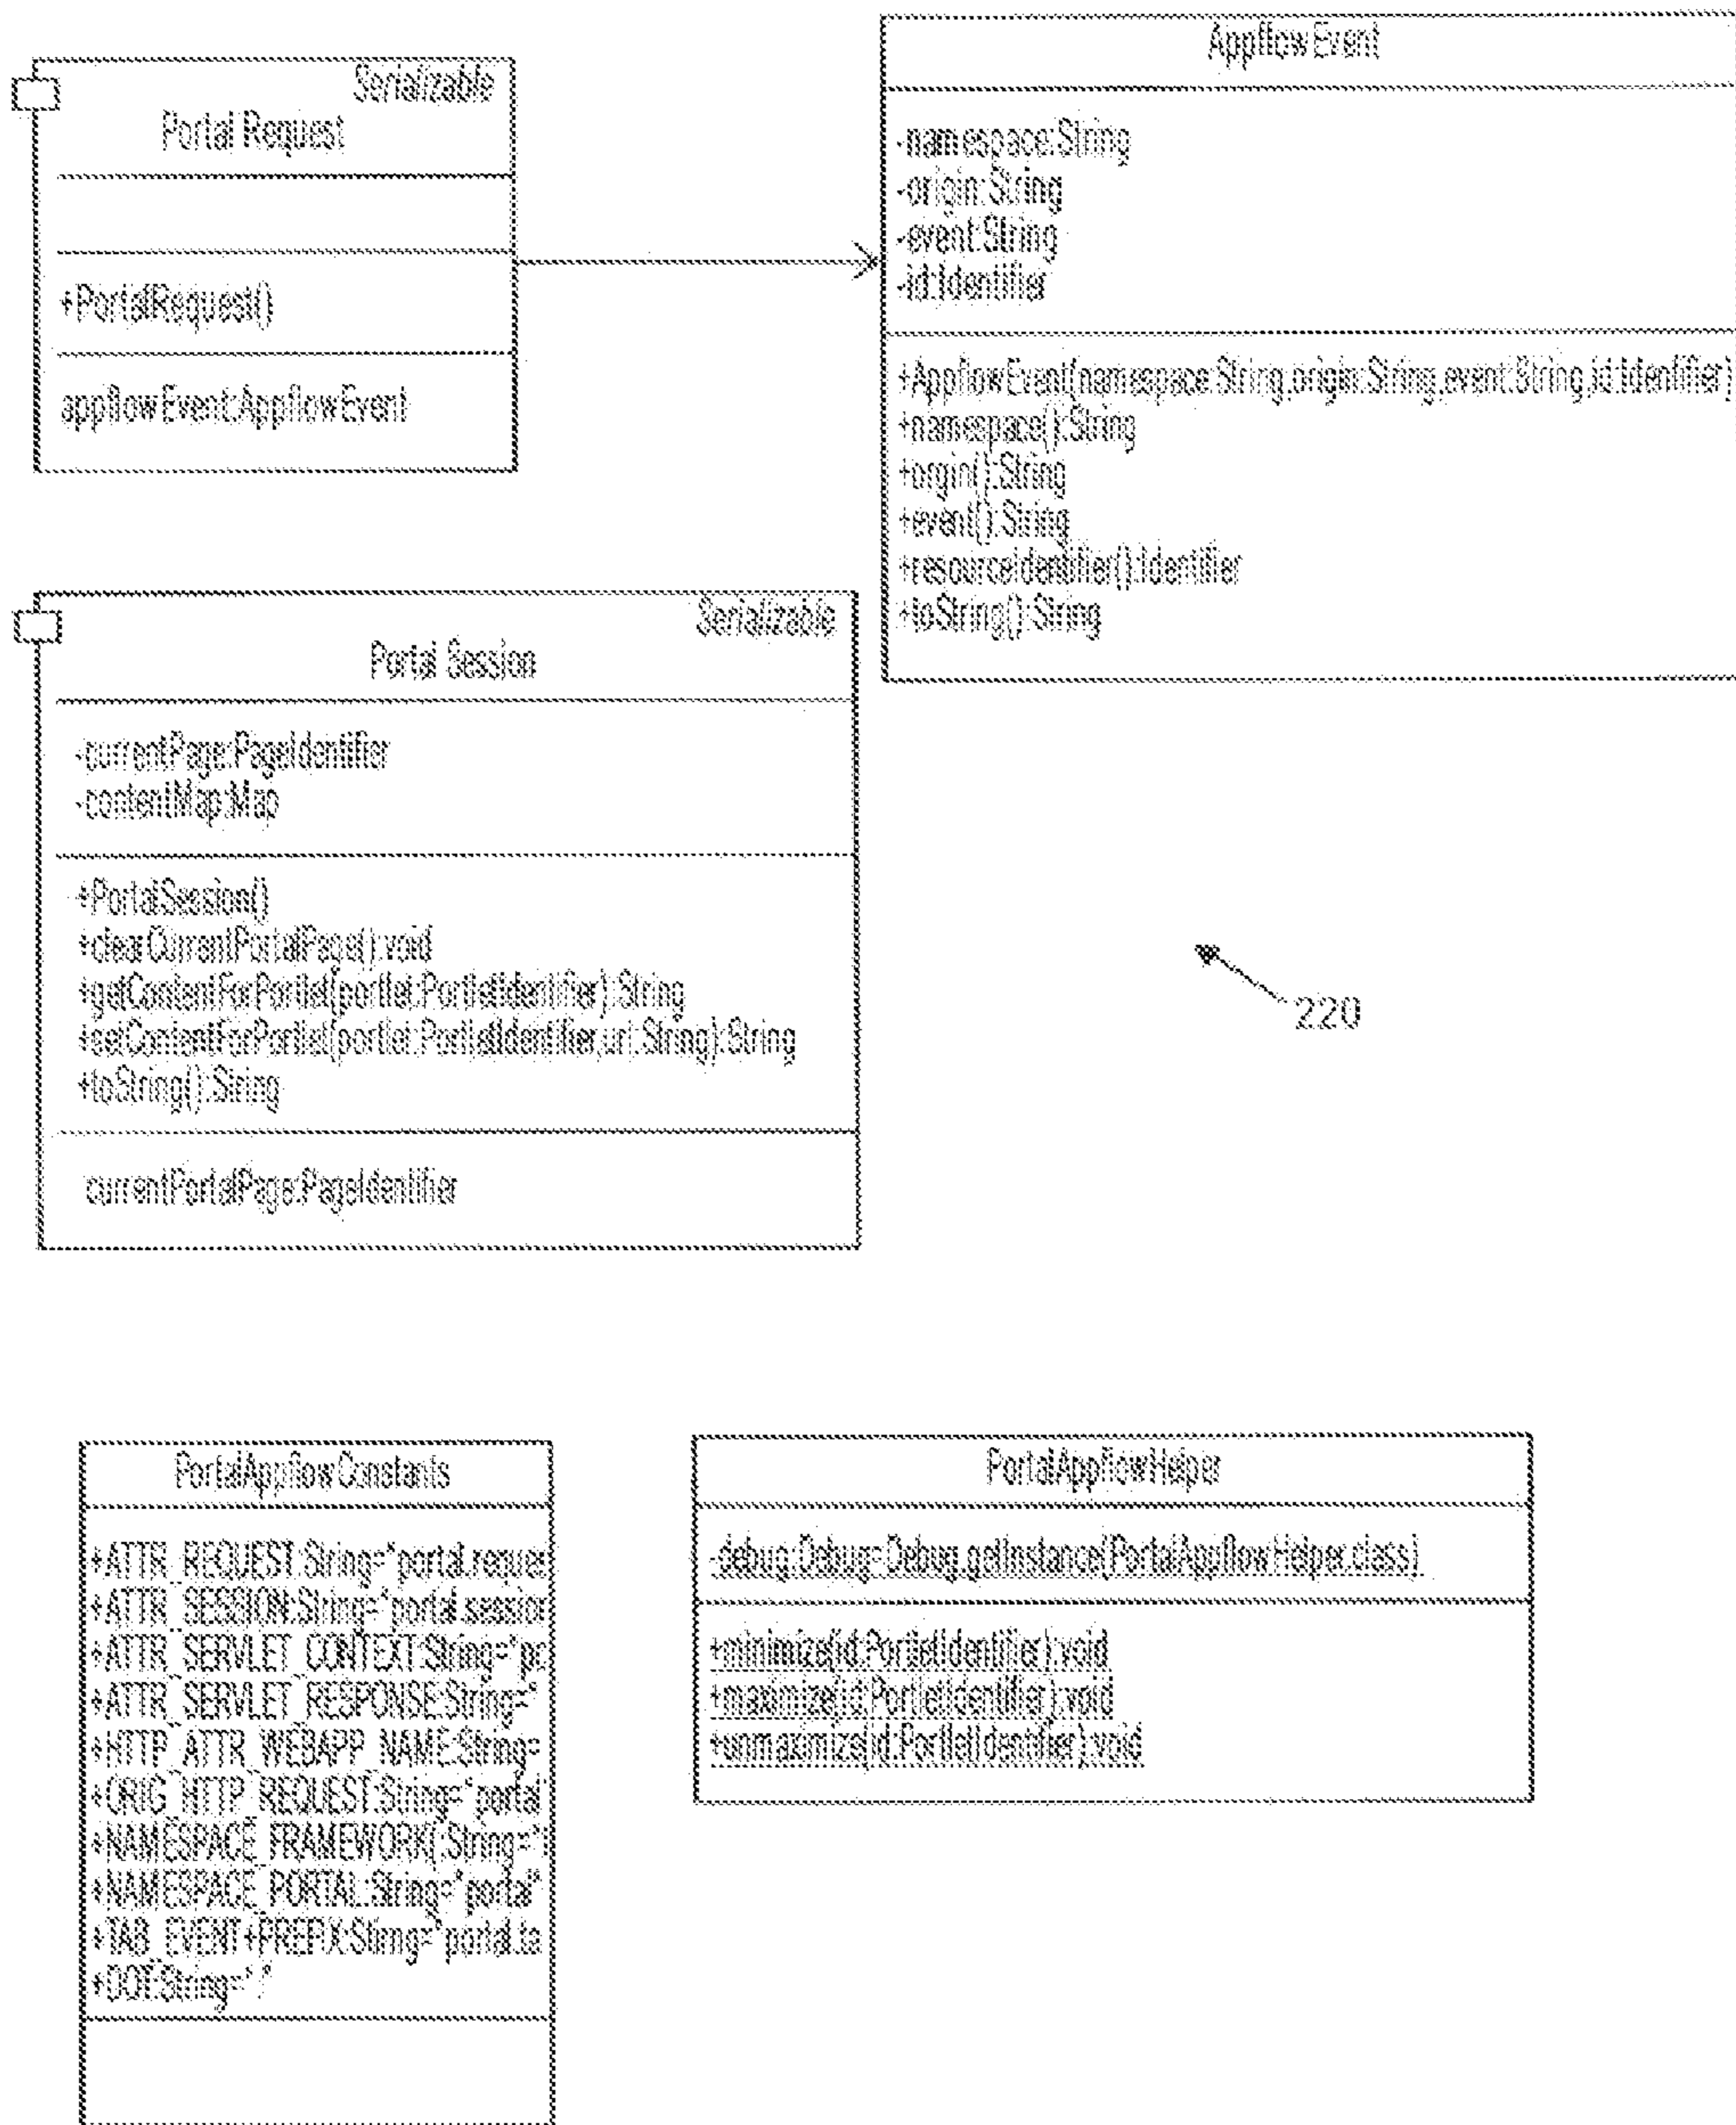 Serializable
Portal Request
+PortalRequest()
appflowEvent:AppflowEvent
AppflowEvent
-namespace:String
-origin:String
-event:String
-id:Identifier
+AppflowEvent(namespace:String,origin:String,event:String,id:Identifier)
+namespace():String
+orgin():String
+event():String
+resourceIdentifier():Identifier
+toString():String
Serializable
Portal Session
-currentPage:PageIdentifier
-contentMap:Map
+PortalSession()
+clearCurrentPortalPage():void
+getContentForPortlet(portlet:PortletIdentifier):String
+setContentForPortlet(portlet:PortletIdentifier,uri:String):String
+toString():String
currentPortalPage:PageIdentifier
220
PortalAppflowConstants
+ATTR_REQUEST:String="portal.reques
+ATTR_SESSION:String="portal.session
+ATTR_SERVLET_CONTEXT:String="po
+ATTR_SERVLET_RESPONSE:String="
+HTTP_ATTR_WEBAPP_NAME:String=
+ORIG_HTTP_REQUEST:String="portal
+NAMESPACE_FRAMEWORK(:String="
+NAMESPACE_PORTAL:String="portal"
+TAB_EVENT+PREFIX:String="portal.ta
+DOT:String="."
PortalAppflowHelper
-debug:Debug=Debug.getInstance(PortalAppflowHelper.class)
+minimize(id:PortletIdentifier):void
+maximize(id:PortletIdentifier):void
+unmaximize(id:PortletIdentifier):void